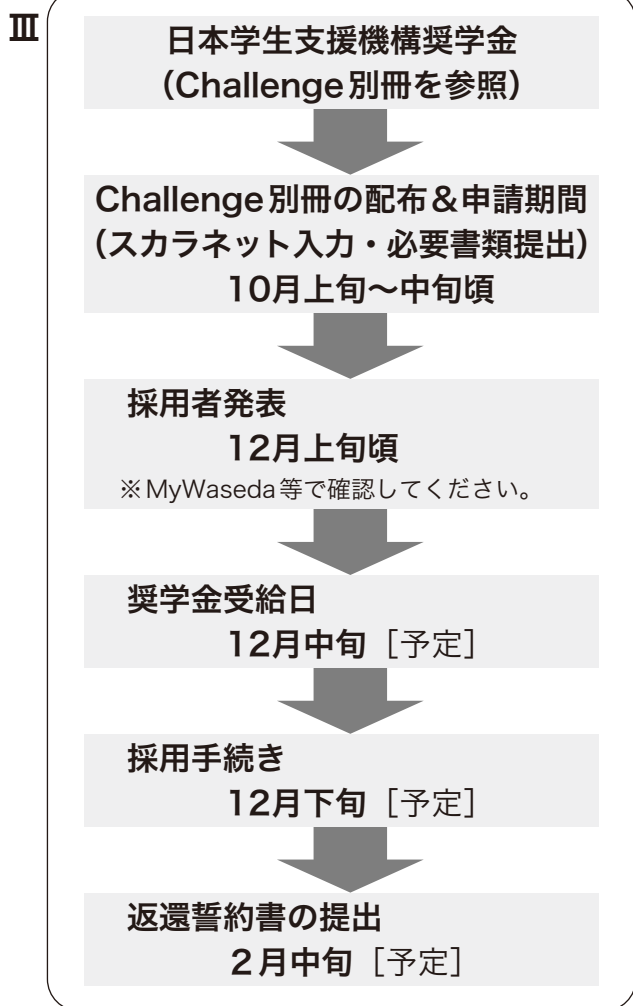 Ⅲ
日本学生支援機構奨学金
(Challenge別冊を参照)
Challenge別冊の配布&申請期間
(スカラネット入力・必要書類提出)
10月上旬〜中旬頃
採用者発表
12月上旬頃
※MyWaseda等で確認してください。
奨学金受給日
12月中旬［予定］
採用手続き
12月下旬［予定］
返還誓約書の提出
2月中旬［予定］